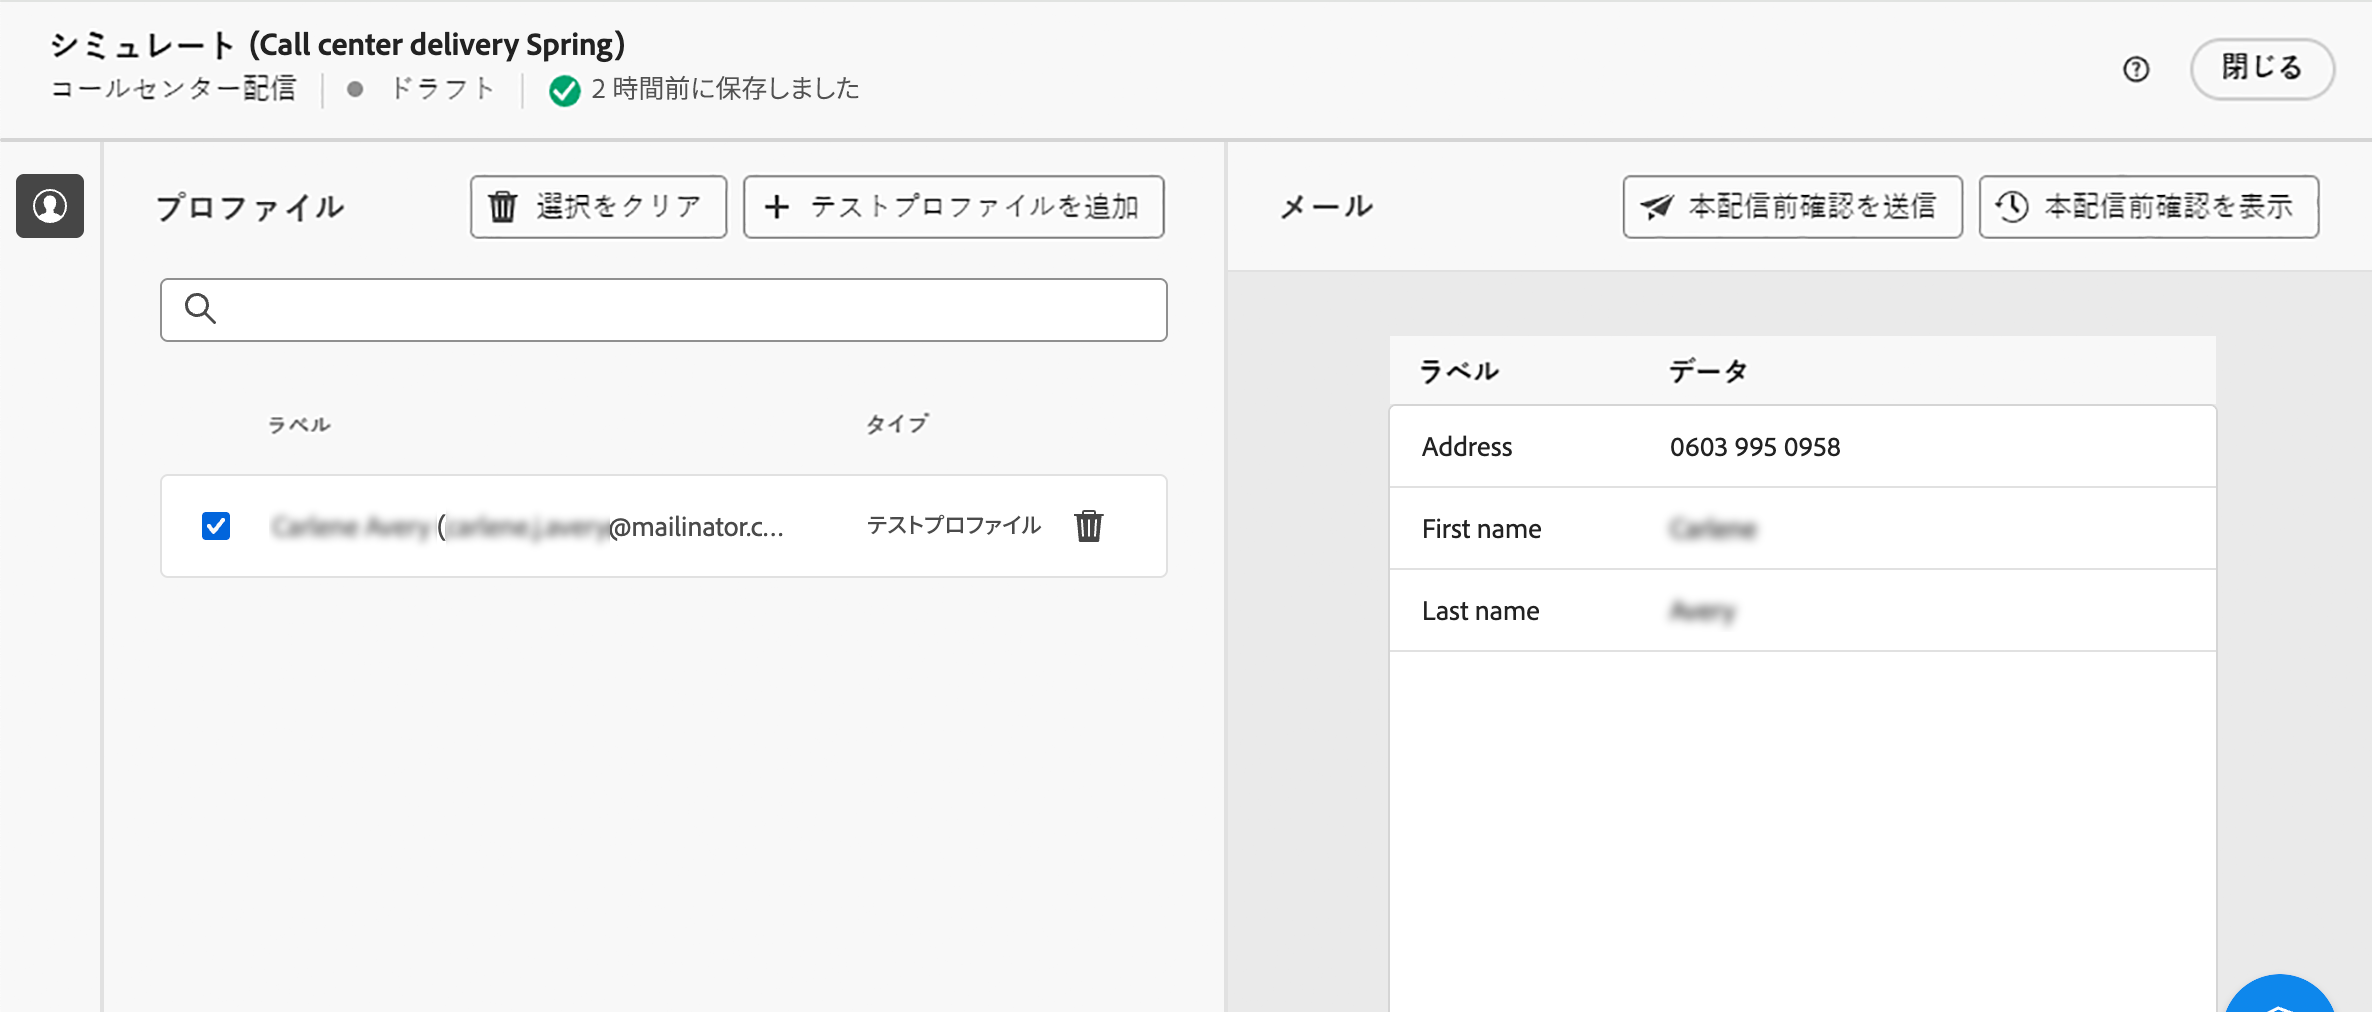 シミュレート (Call center delivery Spring)
コールセンター配信 ドラフト 2 時間前に保存しました
閉じる
プロファイル 選択をクリア + テストプロファイルを追加
ラベル タイプ
(@mailinator.c... テストプロファイル
メール 本配信前確認を送信 本配信前確認を表示
ラベル データ
Address 0603 995 0958
First name
Last name